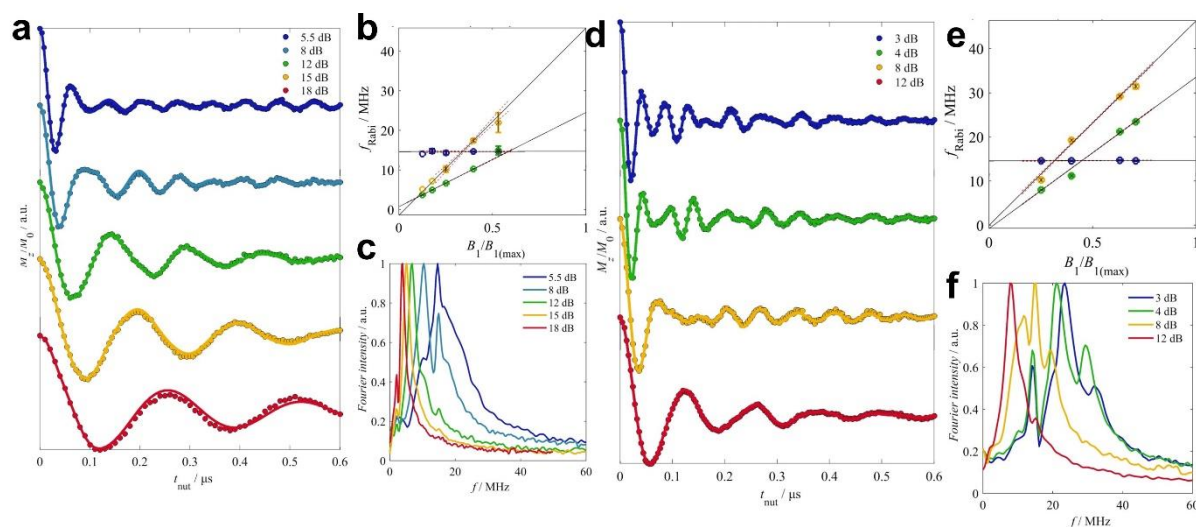 a
5.5 dB
8 dB
12 dB
15 dB
18 dB
M_z/M_0 / a.u.
0 0.1 0.2 0.3 0.4 0.5 0.6
t_nut / μs
b
40
30
20
10
0
f_Rabi / MHz
0 0.5 1
B_1/B_1(max)
c
1
0.8
0.6
0.4
0.2
0
Fourier intensity / a.u.
5.5 dB
8 dB
12 dB
15 dB
18 dB
0 20 40 60
f / MHz
d
3 dB
4 dB
8 dB
12 dB
M_z/M_0 / a.u.
0 0.1 0.2 0.3 0.4 0.5 0.6
t_nut / μs
e
40
30
20
10
0
f_Rabi / MHz
0 0.5 1
B_1/B_1(max)
f
1
0.8
0.6
0.4
0.2
0
Fourier intensity / a.u.
3 dB
4 dB
8 dB
12 dB
0 20 40 60
f / MHz